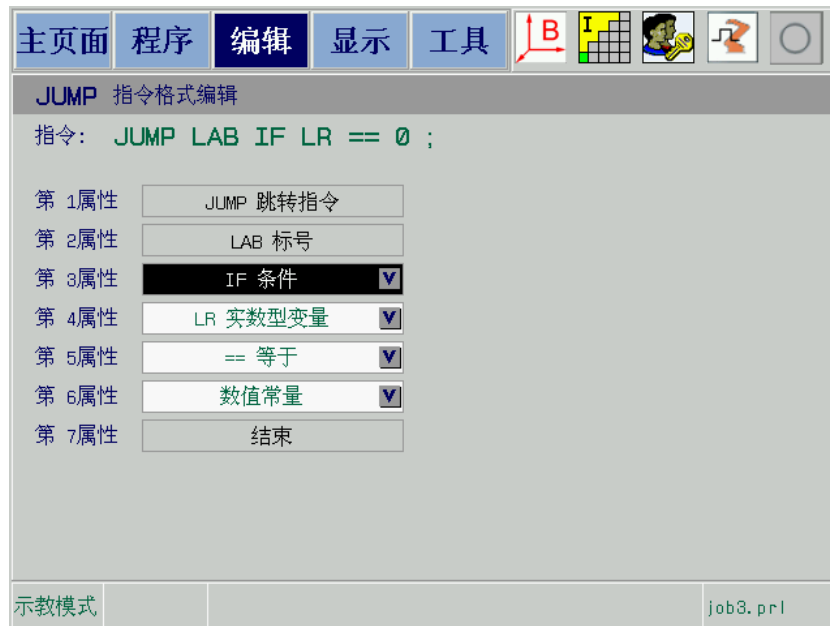 主页面 程序 编辑 显示 工具 B I
JUMP 指令格式编辑
指令: JUMP LAB IF LR == 0 ;
第 1属性 JUMP 跳转指令
第 2属性 LAB 标号
第 3属性 IF 条件
第 4属性 LR 实数型变量
第 5属性 == 等于
第 6属性 数值常量
第 7属性 结束
示教模式 job3.prl